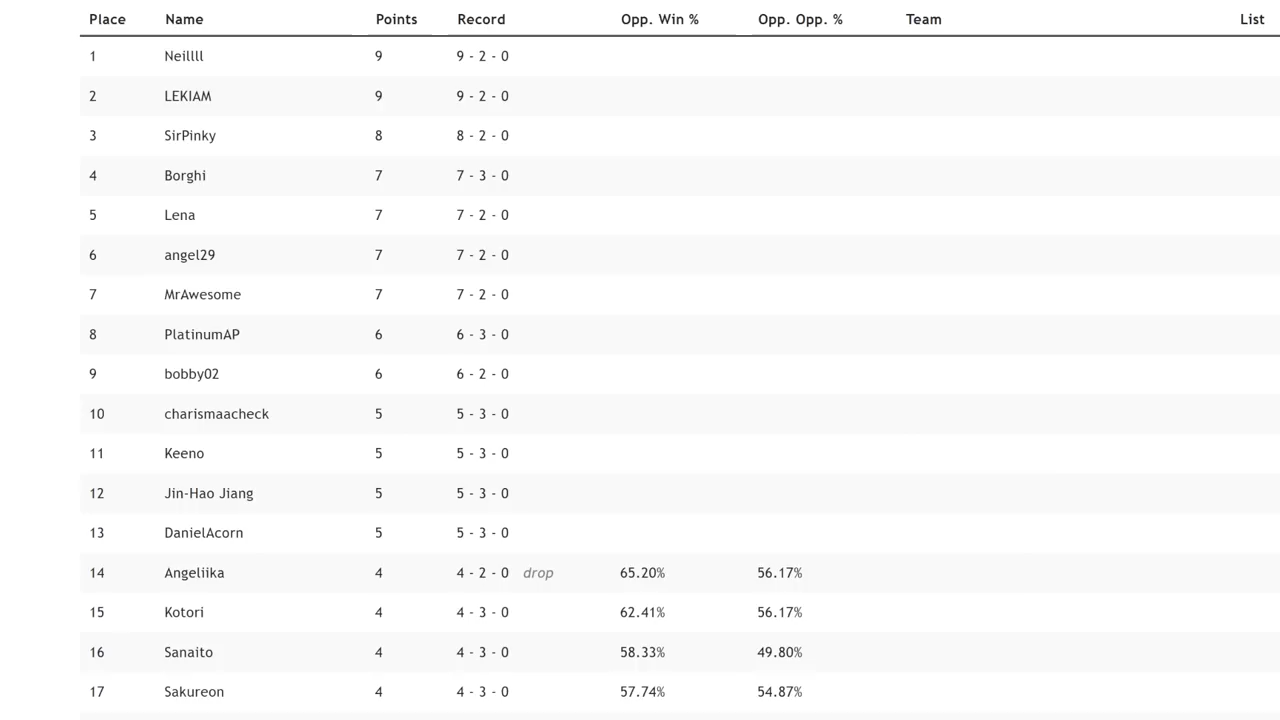 Place Name Points Record Opp. Win % Opp. Opp. % Team List
1 Neillll 9 9 - 2 - 0
2 LEKIAM 9 9 - 2 - 0
3 SirPinky 8 8 - 2 - 0
4 Borghi 7 7 - 3 - 0
5 Lena 7 7 - 2 - 0
6 angel29 7 7 - 2 - 0
7 MrAwesome 7 7 - 2 - 0
8 PlatinumAP 6 6 - 3 - 0
9 bobby02 6 6 - 2 - 0
10 charismaacheck 5 5 - 3 - 0
11 Keeno 5 5 - 3 - 0
12 Jin-Hao Jiang 5 5 - 3 - 0
13 DanielAcorn 5 5 - 3 - 0
14 Angeliika 4 4 - 2 - 0 drop 65.20% 56.17%
15 Kotori 4 4 - 3 - 0 62.41% 56.17%
16 Sanaito 4 4 - 3 - 0 58.33% 49.80%
17 Sakureon 4 4 - 3 - 0 57.74% 54.87%